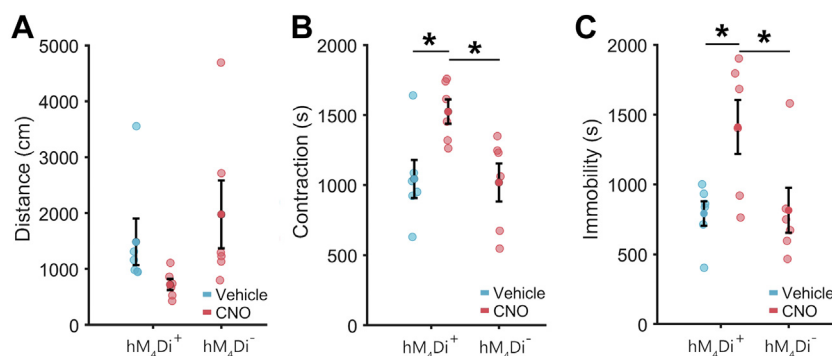 A
5000
4000
3000
2000
1000
0
Distance (cm)
Vehicle
CNO
hM₄Di⁺ hM₄Di⁻
B
2000
1500
1000
500
0
Contraction (s)
* *
Vehicle
CNO
hM₄Di⁺ hM₄Di⁻
C
2000
1500
1000
500
0
Immobility (s)
* *
Vehicle
CNO
hM₄Di⁺ hM₄Di⁻